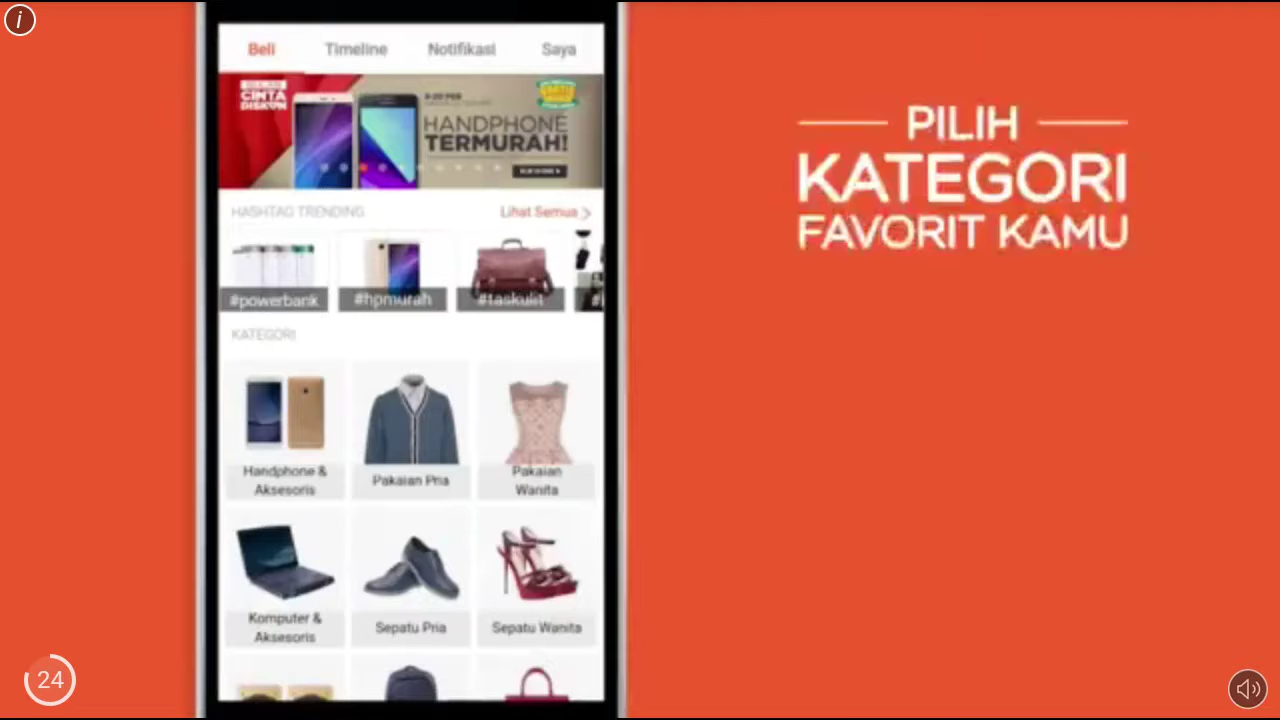 i
Beli Timeline Notifikasi Saya
CINTA
DISKON
HANDPHONE
TERMURAH!
HASHTAG TRENDING Lihat Semua >
#powerbank #hpmurah #taskulit
KATEGORI
Handphone &
Aksesoris
Pakaian Pria
Pakaian
Wanita
Komputer &
Aksesoris
Sepatu Pria
Sepatu Wanita
PILIH
KATEGORI
FAVORIT KAMU
24